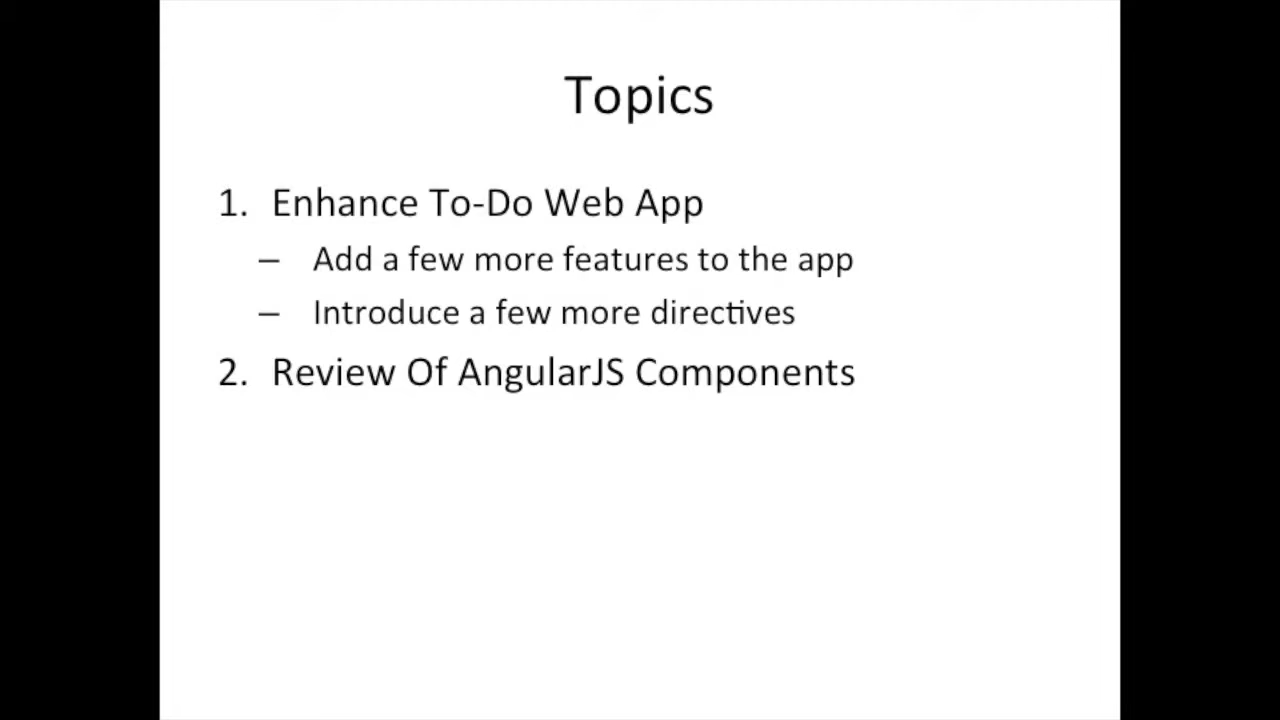 Topics
1. Enhance To-Do Web App
– Add a few more features to the app
– Introduce a few more directives
2. Review Of AngularJS Components